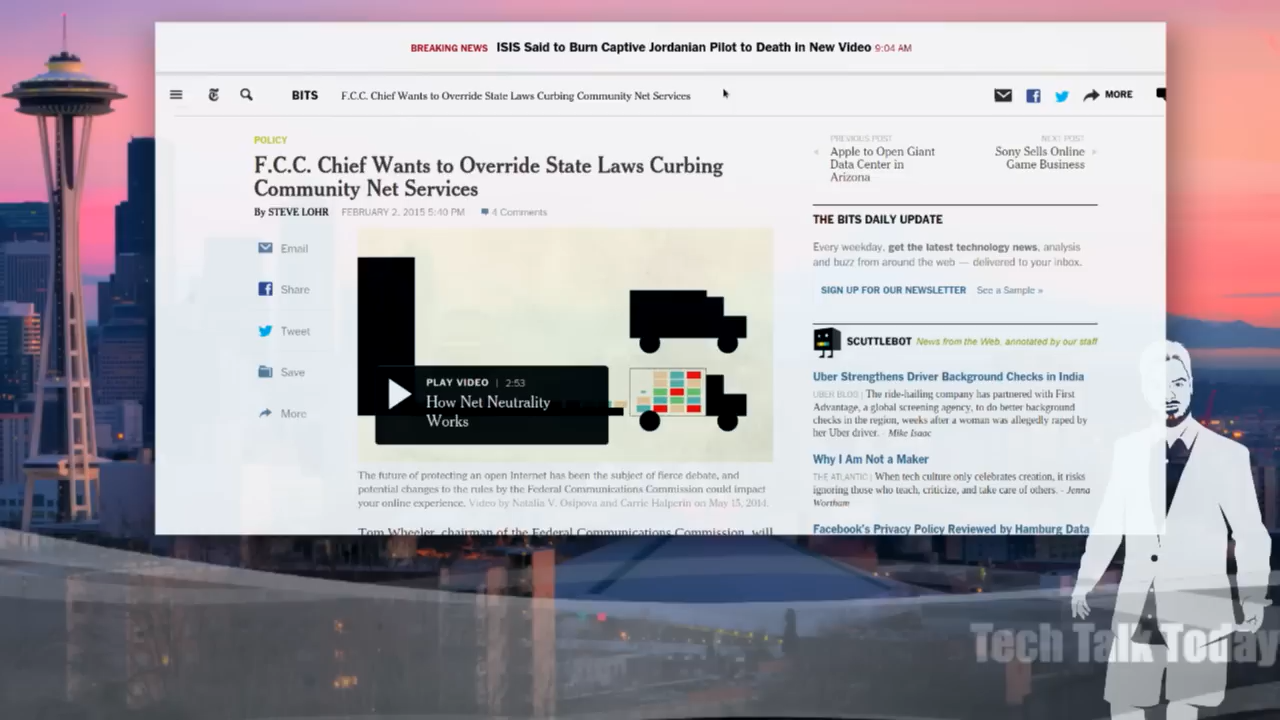 BREAKING NEWS ISIS Said to Burn Captive Jordanian Pilot to Death in New Video 9:04 AM
BITS F.C.C. Chief Wants to Override State Laws Curbing Community Net Services
MORE
POLICY
F.C.C. Chief Wants to Override State Laws Curbing
Community Net Services
By STEVE LOHR FEBRUARY 2, 2015 5:40 PM 4 Comments
Email
Share
Tweet
Save
More
PLAY VIDEO | 2:53
How Net Neutrality
Works
The future of protecting an open Internet has been the subject of fierce debate, and
potential changes to the rules by the Federal Communications Commission could impact
your online experience. Video by Natalia V. Osipova and Carrie Halperin on May 15, 2014.
Tom Wheeler, chairman of the Federal Communications Commission, will
PREVIOUS POST
Apple to Open Giant
Data Center in
Arizona
NEXT POST
Sony Sells Online
Game Business
THE BITS DAILY UPDATE
Every weekday, get the latest technology news, analysis
and buzz from around the web — delivered to your inbox.
SIGN UP FOR OUR NEWSLETTER See a Sample »
SCUTTLEBOT News from the Web, annotated by our staff
Uber Strengthens Driver Background Checks in India
UBER BLOG | The ride-hailing company has partnered with First
Advantage, a global screening agency, to do better background
checks in the region, weeks after a woman was allegedly raped by
her Uber driver. - Mike Isaac
Why I Am Not a Maker
THE ATLANTIC | When tech culture only celebrates creation, it risks
ignoring those who teach, criticize, and take care of others. - Jenna
Wortham
Facebook's Privacy Policy Reviewed by Hamburg Data
Tech Talk Today